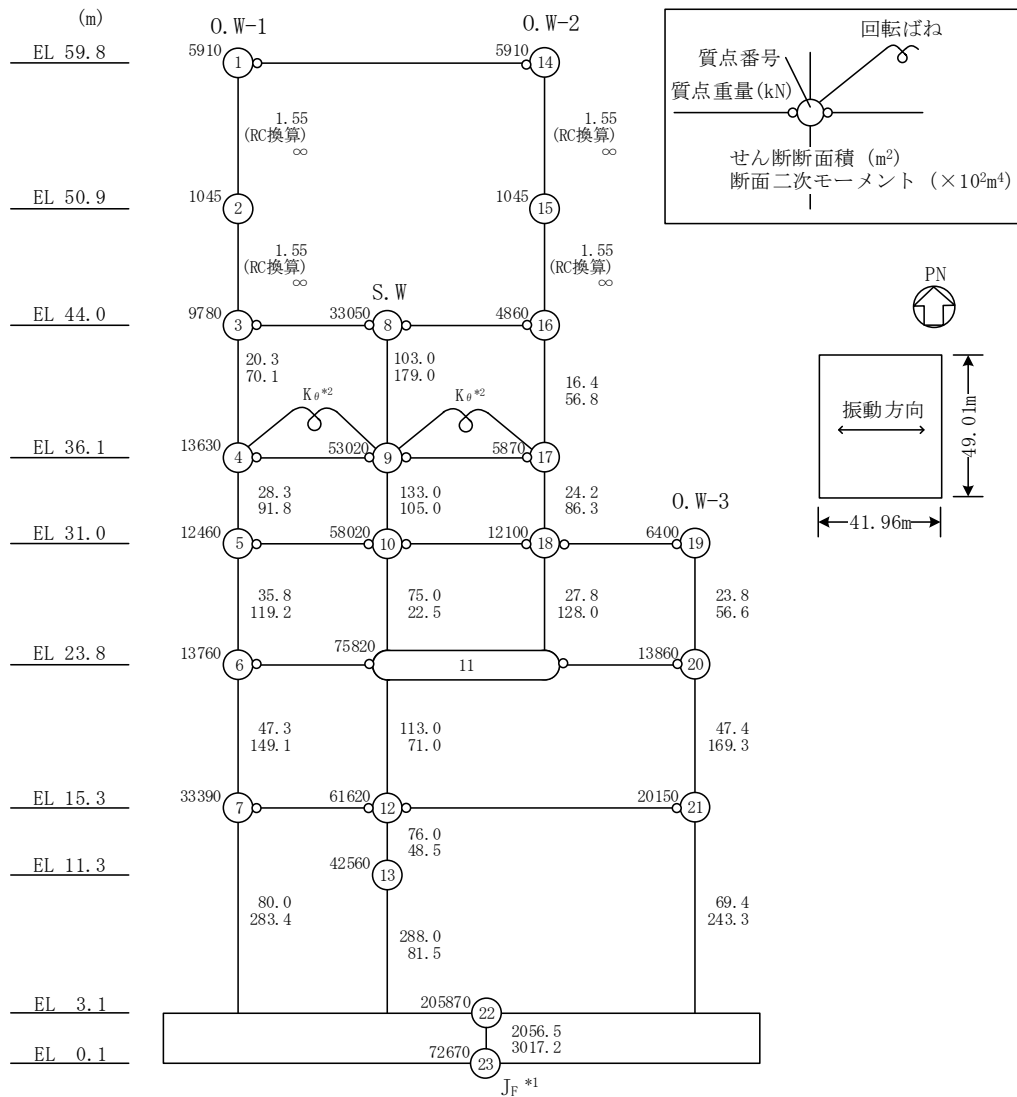 (m)
O.W-1
O.W-2
EL 59.8
5910
1
5910
14
1.55
(RC換算)
∞
1.55
(RC換算)
∞
EL 50.9
1045
2
1045
15
1.55
(RC換算)
∞
1.55
(RC換算)
∞
S.W
EL 44.0
9780
3
33050
8
4860
16
20.3
70.1
103.0
179.0
16.4
56.8
Kθ*2
Kθ*2
EL 36.1
13630
4
53020
9
5870
17
28.3
91.8
133.0
105.0
24.2
86.3
O.W-3
EL 31.0
12460
5
58020
10
12100
18
6400
19
35.8
119.2
75.0
22.5
27.8
128.0
23.8
56.6
EL 23.8
13760
6
75820
11
13860
20
47.3
149.1
113.0
71.0
47.4
169.3
EL 15.3
33390
7
61620
12
20150
21
76.0
48.5
EL 11.3
42560
13
80.0
283.4
288.0
81.5
69.4
243.3
EL 3.1
205870
22
2056.5
3017.2
EL 0.1
72670
23
JF *1
回転ばね
質点番号
質点重量(kN)
せん断断面積 (m²)
断面二次モーメント (×10²m⁴)
PN
振動方向
49.01m
41.96m